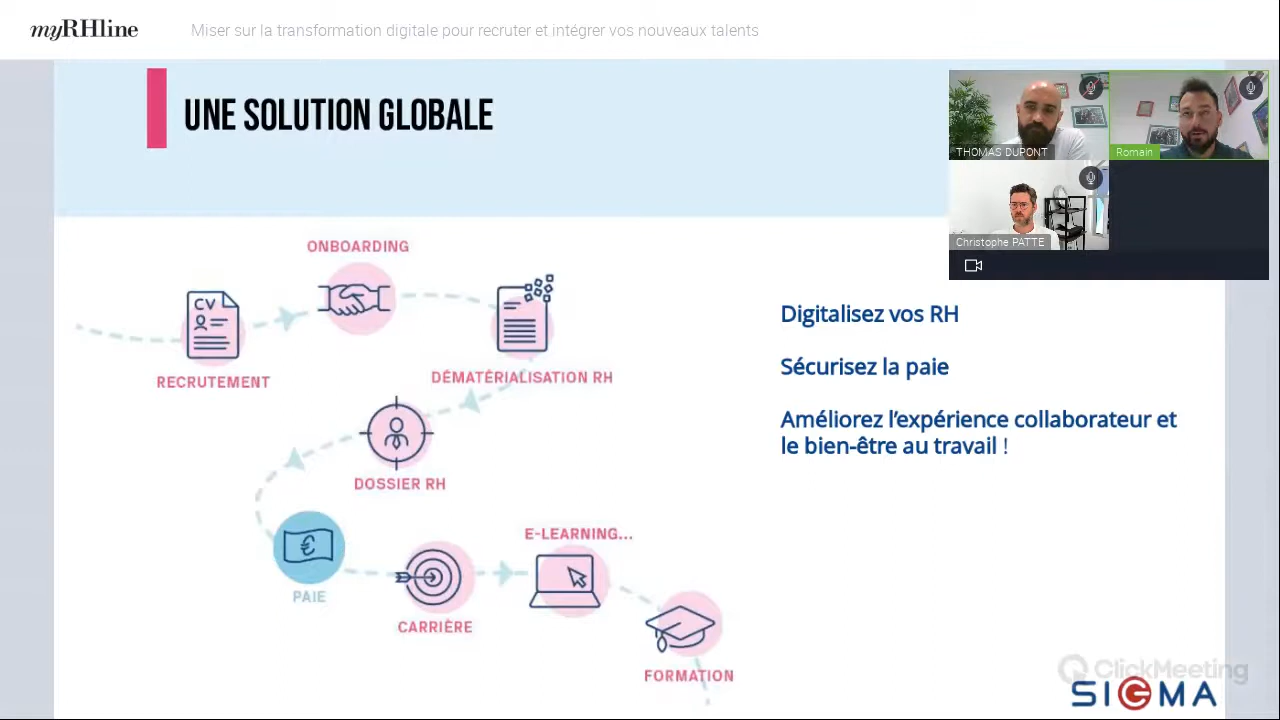 myRHline
Miser sur la transformation digitale pour recruter et intégrer vos nouveaux talents
UNE SOLUTION GLOBALE
THOMAS DUPONT
Romain
Christophe PATTE
ONBOARDING
CV
RECRUTEMENT
DÉMATÉRIALISATION RH
DOSSIER RH
€
PAIE
CARRIÈRE
E-LEARNING...
FORMATION
Digitalisez vos RH
Sécurisez la paie
Améliorez l'expérience collaborateur et
le bien-être au travail !
ClickMeeting
SIGMA